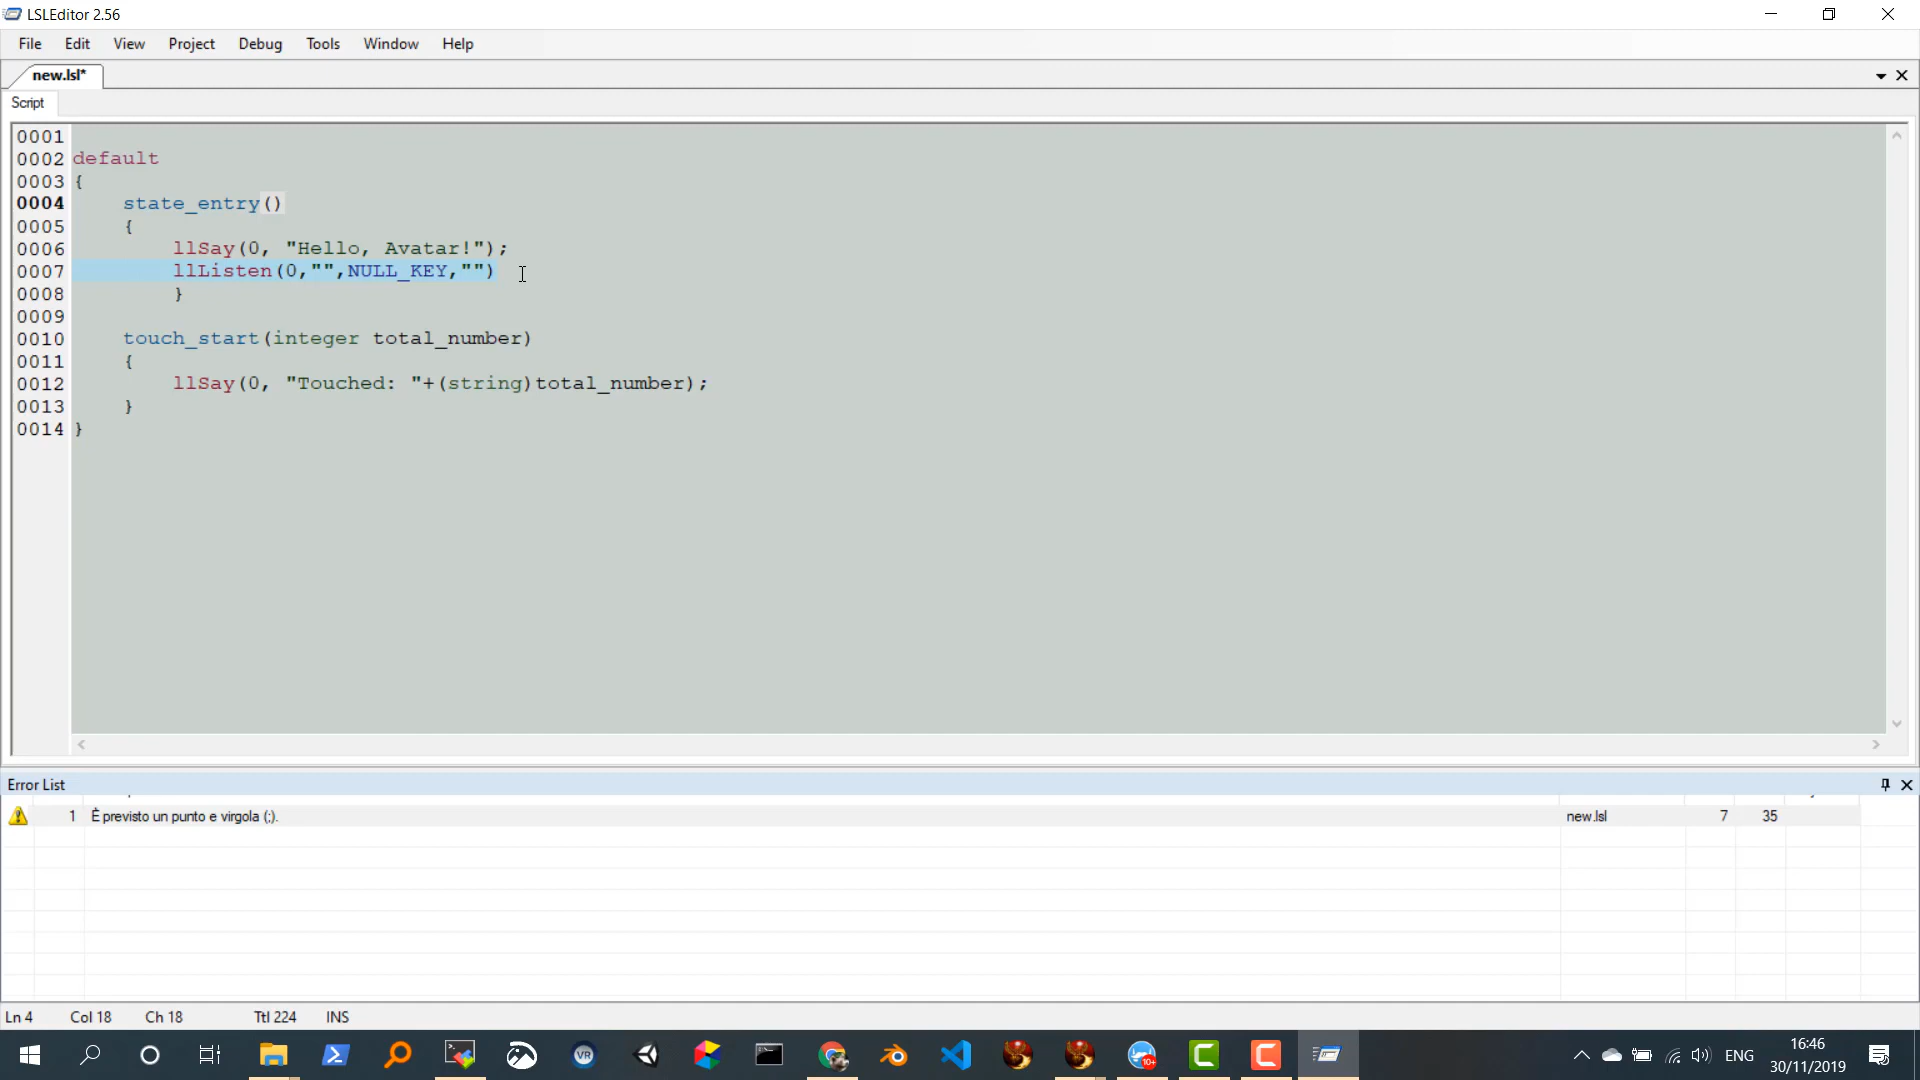 LSLEditor 2.56
File Edit View Project Debug Tools Window Help
new.lsl*
Script
0001
0002 default
0003 {
0004 state_entry()
0005 {
0006 llSay(0, "Hello, Avatar!");
0007 llListen(0,"",NULL_KEY,"")
0008 }
0009
0010 touch_start(integer total_number)
0011 {
0012 llSay(0, "Touched: "+(string)total_number);
0013 }
0014 }
Error List
1 È previsto un punto e virgola (;). new.lsl 7 35
Ln 4 Col 18 Ch 18 Ttl 224 INS
VR 10+ ENG 16:46
30/11/2019